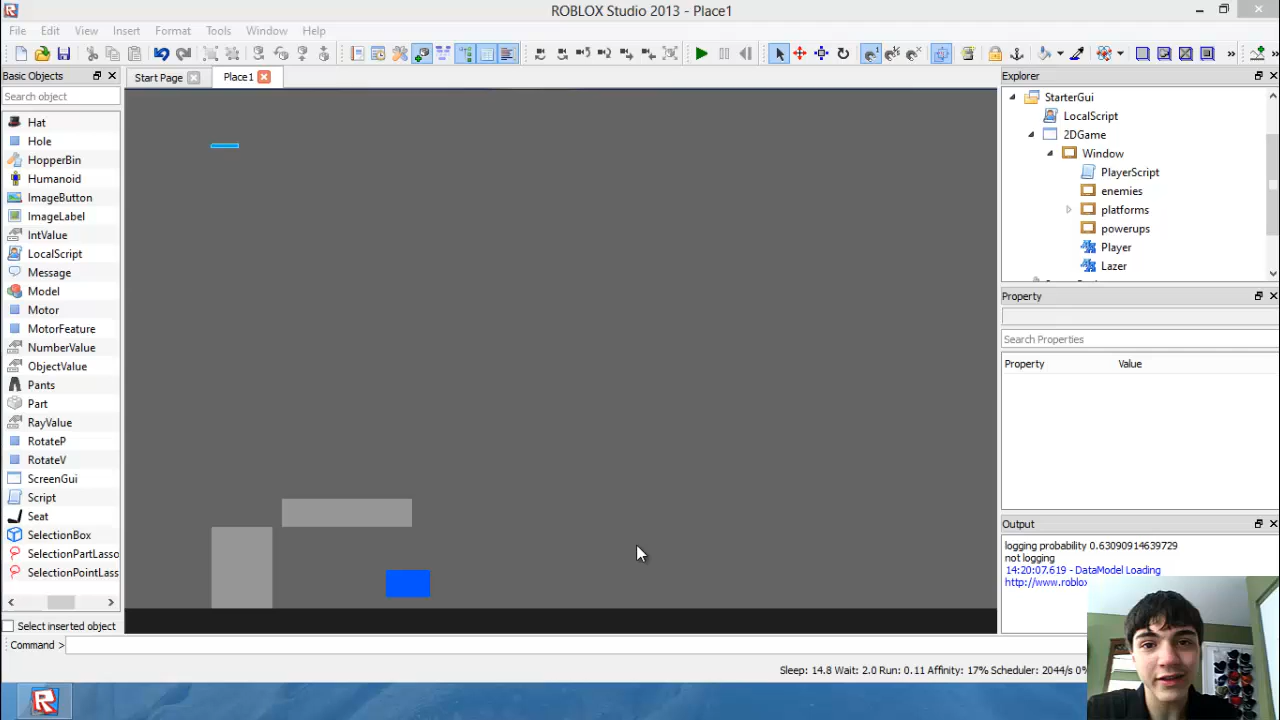 ROBLOX Studio 2013 - Place1
File Edit View Insert Format Tools Window Help
Basic Objects
Start Page
Place1
Explorer
Search object
Hat
Hole
HopperBin
Humanoid
ImageButton
ImageLabel
IntValue
LocalScript
Message
Model
Motor
MotorFeature
NumberValue
ObjectValue
Pants
Part
RayValue
RotateP
RotateV
ScreenGui
Script
Seat
SelectionBox
SelectionPartLasso
SelectionPointLass
Select inserted object
StarterGui
LocalScript
2DGame
Window
PlayerScript
enemies
platforms
powerups
Player
Lazer
Property
Search Properties
Property Value
Output
logging probability 0.63090914639729
not logging
14:20:07.619 - DataModel Loading
http://www.roblox
Command >
Sleep: 14.8 Wait: 2.0 Run: 0.11 Affinity: 17% Scheduler: 2044/s 0%